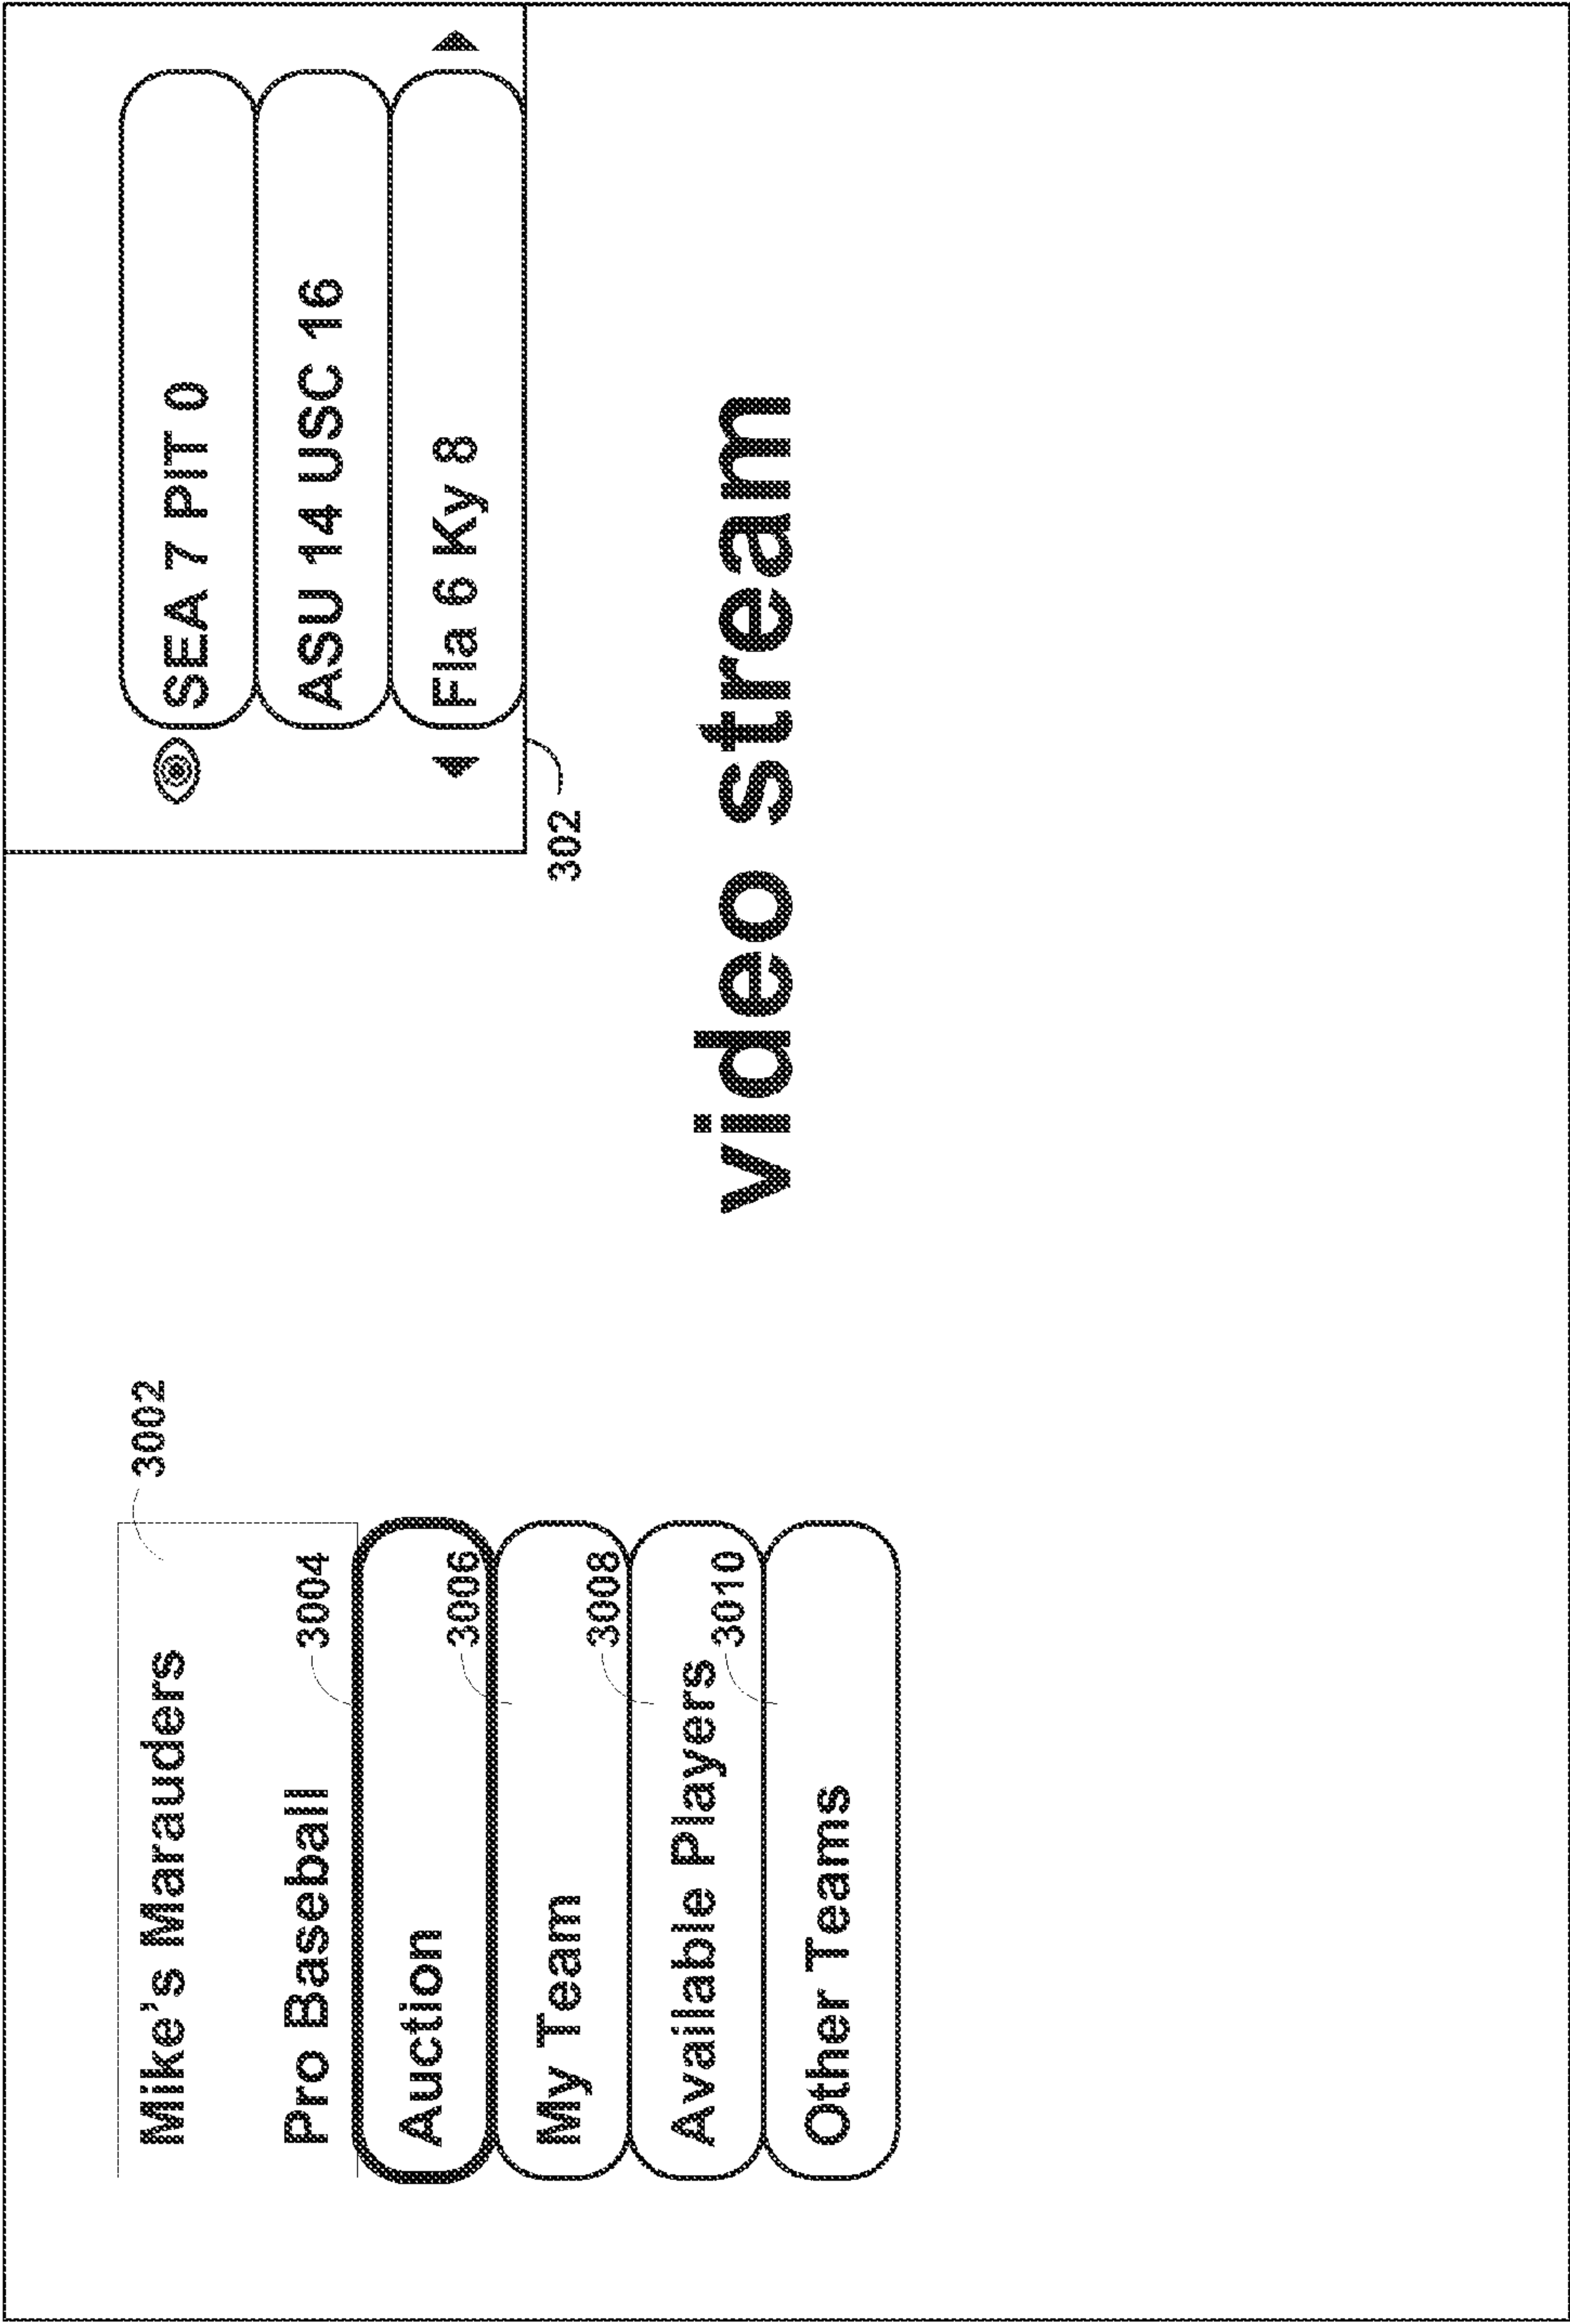 Mike's Marauders
3002
Pro Baseball
3004
Auction
3006
My Team
3008
Available Players
3010
Other Teams
SEA 7 PIT 0
ASU 14 USC 16
Fla 6 Ky 8
302
video stream